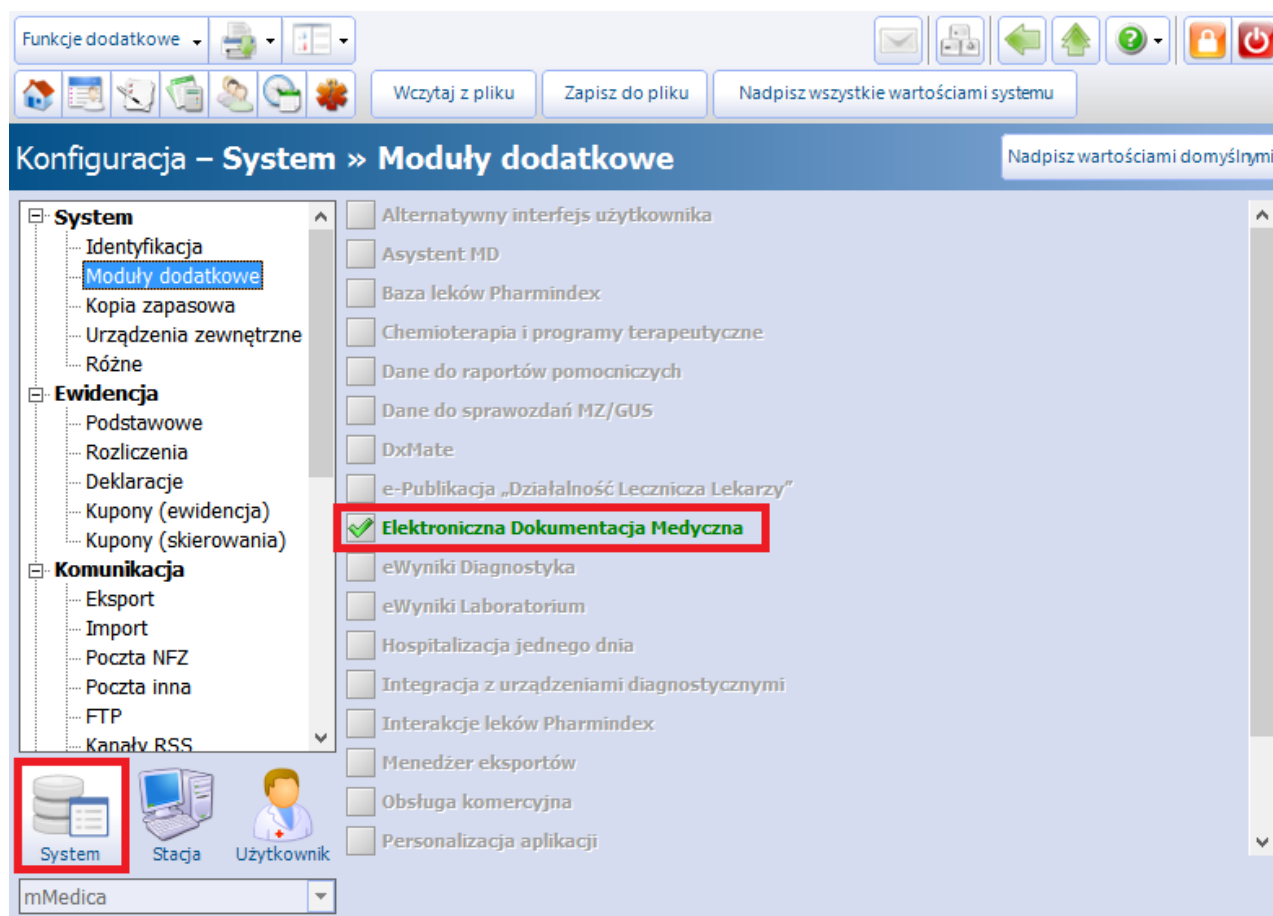 Funkcje dodatkowe
Wczytaj z pliku
Zapisz do pliku
Nadpisz wszystkie wartościami systemu
Konfiguracja – System » Moduły dodatkowe
Nadpisz wartościami domyślnymi
System
Identyfikacja
Moduły dodatkowe
Kopia zapasowa
Urządzenia zewnętrzne
Różne
Ewidencja
Podstawowe
Rozliczenia
Deklaracje
Kupony (ewidencja)
Kupony (skierowania)
Komunikacja
Eksport
Import
Poczta NFZ
Poczta inna
FTP
Kanały RSS
System
Stacja
Użytkownik
mMedica
Alternatywny interfejs użytkownika
Asystent MD
Baza leków Pharmindex
Chemioterapia i programy terapeutyczne
Dane do raportów pomocniczych
Dane do sprawozdań MZ/GUS
DxMate
e-Publikacja „Działalność Lecznicza Lekarzy”
Elektroniczna Dokumentacja Medyczna
eWyniki Diagnostyka
eWyniki Laboratorium
Hospitalizacja jednego dnia
Integracja z urządzeniami diagnostycznymi
Interakcje leków Pharmindex
Menedżer eksportów
Obsługa komercyjna
Personalizacja aplikacji